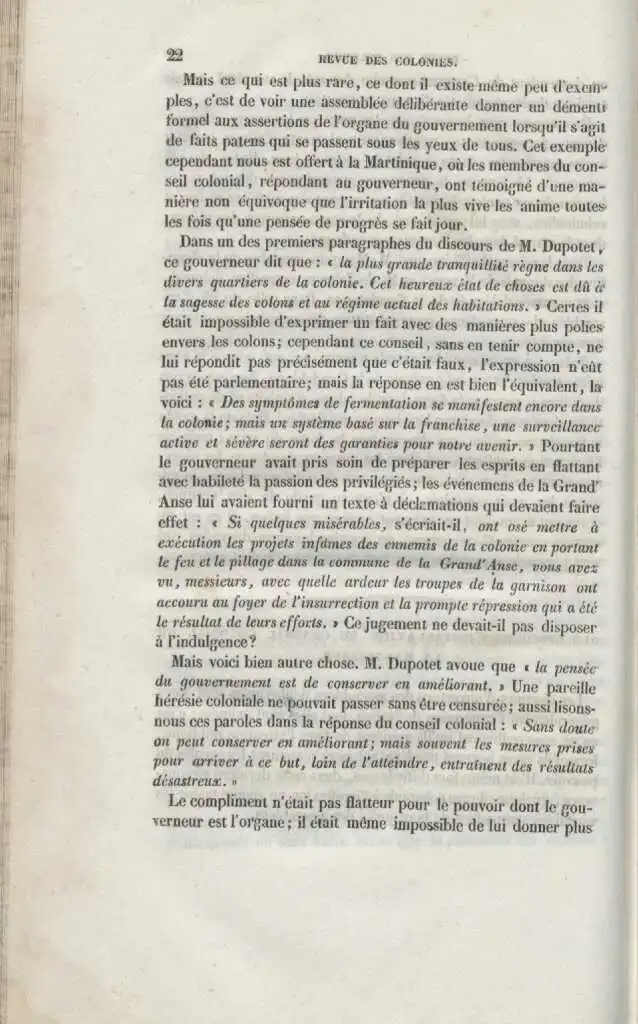 22
REVUE DES COLONIES.
Mais ce qui est plus rare, ce dont il existe même peu d'exem-
ples, c'est de voir une assemblée délibérante donner un démenti
formel aux assertions de l'organe du gouvernement lorsqu'il s'agit
de faits patens qui se passent sous les yeux de tous. Cet exemple
cependant nous est offert à la Martinique, où les membres du con-
seil colonial, répondant au gouverneur, ont témoigné d'une ma-
nière non équivoque que l'irritation la plus vive les anime toutes
les fois qu'une pensée de progrès se fait jour.
Dans un des premiers paragraphes du discours de M. Dupotet,
ce gouverneur dit que : « la plus grande tranquillité règne dans les
divers quartiers de la colonie. Cet heureux état de choses est dû à
la sagesse des colons et au régime actuel des habitations. » Certes il
était impossible d'exprimer un fait avec des manières plus polies
envers les colons; cependant ce conseil, sans en tenir compte, ne
lui répondit pas précisément que c'était faux, l'expression n'eût
pas été parlementaire; mais la réponse en est bien l'équivalent, la
voici : « Des symptômes de fermentation se manifestent encore dans
la colonie; mais un système basé sur la franchise, une surveillance
active et sévère seront des garanties pour notre avenir. » Pourtant
le gouverneur avait pris soin de préparer les esprits en flattant
avec habileté la passion des privilégiés; les événemens de la Grand'
Anse lui avaient fourni un texte à déclamations qui devaient faire
effet : « Si quelques misérables, s'écriait-il, ont osé mettre à
exécution les projets infâmes des ennemis de la colonie en portant
le feu et le pillage dans la commune de la Grand'Anse, vous avez
vu, messieurs, avec quelle ardeur les troupes de la garnison ont
accouru au foyer de l'insurrection et la prompte répression qui a été
le résultat de leurs efforts. » Ce jugement ne devait-il pas disposer
à l'indulgence?
Mais voici bien autre chose. M. Dupotet avoue que « la pensée
du gouvernement est de conserver en améliorant. » Une pareille
hérésie coloniale ne pouvait passer sans être censurée; aussi lisons-
nous ces paroles dans la réponse du conseil colonial : « Sans doute
on peut conserver en améliorant; mais souvent les mesures prises
pour arriver à ce but, loin de l'atteindre, entraînent des résultats
désastreux. »
Le compliment n'était pas flatteur pour le pouvoir dont le gou-
verneur est l'organe; il était même impossible de lui donner plus